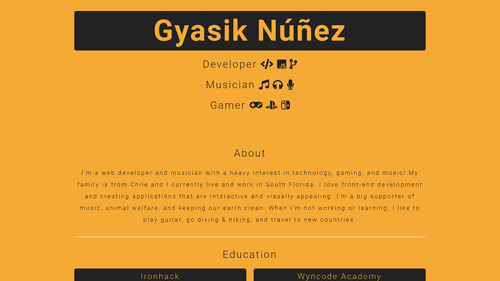 Gyasik Núñez
Developer
Musician
Gamer
About
I'm a web developer and musician with a heavy interest in technology, gaming, and music! My
family is from Chile and I currently live and work in South Florida. I love front-end development
and creating applications that are interactive and visually appealing. I'm a big supporter of
music, animal welfare, and keeping our earth clean. When I'm not working or learning, I like to
play guitar, go diving & hiking, and travel to new countries.
Education
Ironhack
Wyncode Academy